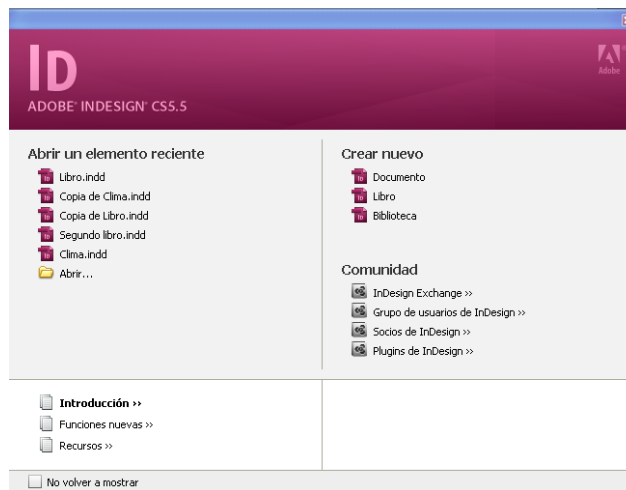 ID
Adobe
ADOBE® INDESIGN® CS5.5
Abrir un elemento reciente
Libro.indd
Copia de Clima.indd
Copia de Libro.indd
Segundo libro.indd
Clima.indd
Abrir...
Crear nuevo
Documento
Libro
Biblioteca
Comunidad
InDesign Exchange »
Grupo de usuarios de InDesign »
Socios de InDesign »
Plugins de InDesign »
Introducción »
Funciones nuevas »
Recursos »
No volver a mostrar